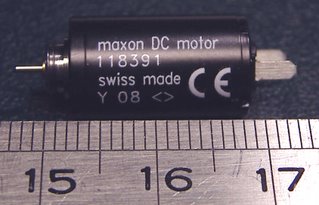 maxon DC motor
118391
swiss made
Y 08 <>
CE
15 16 17